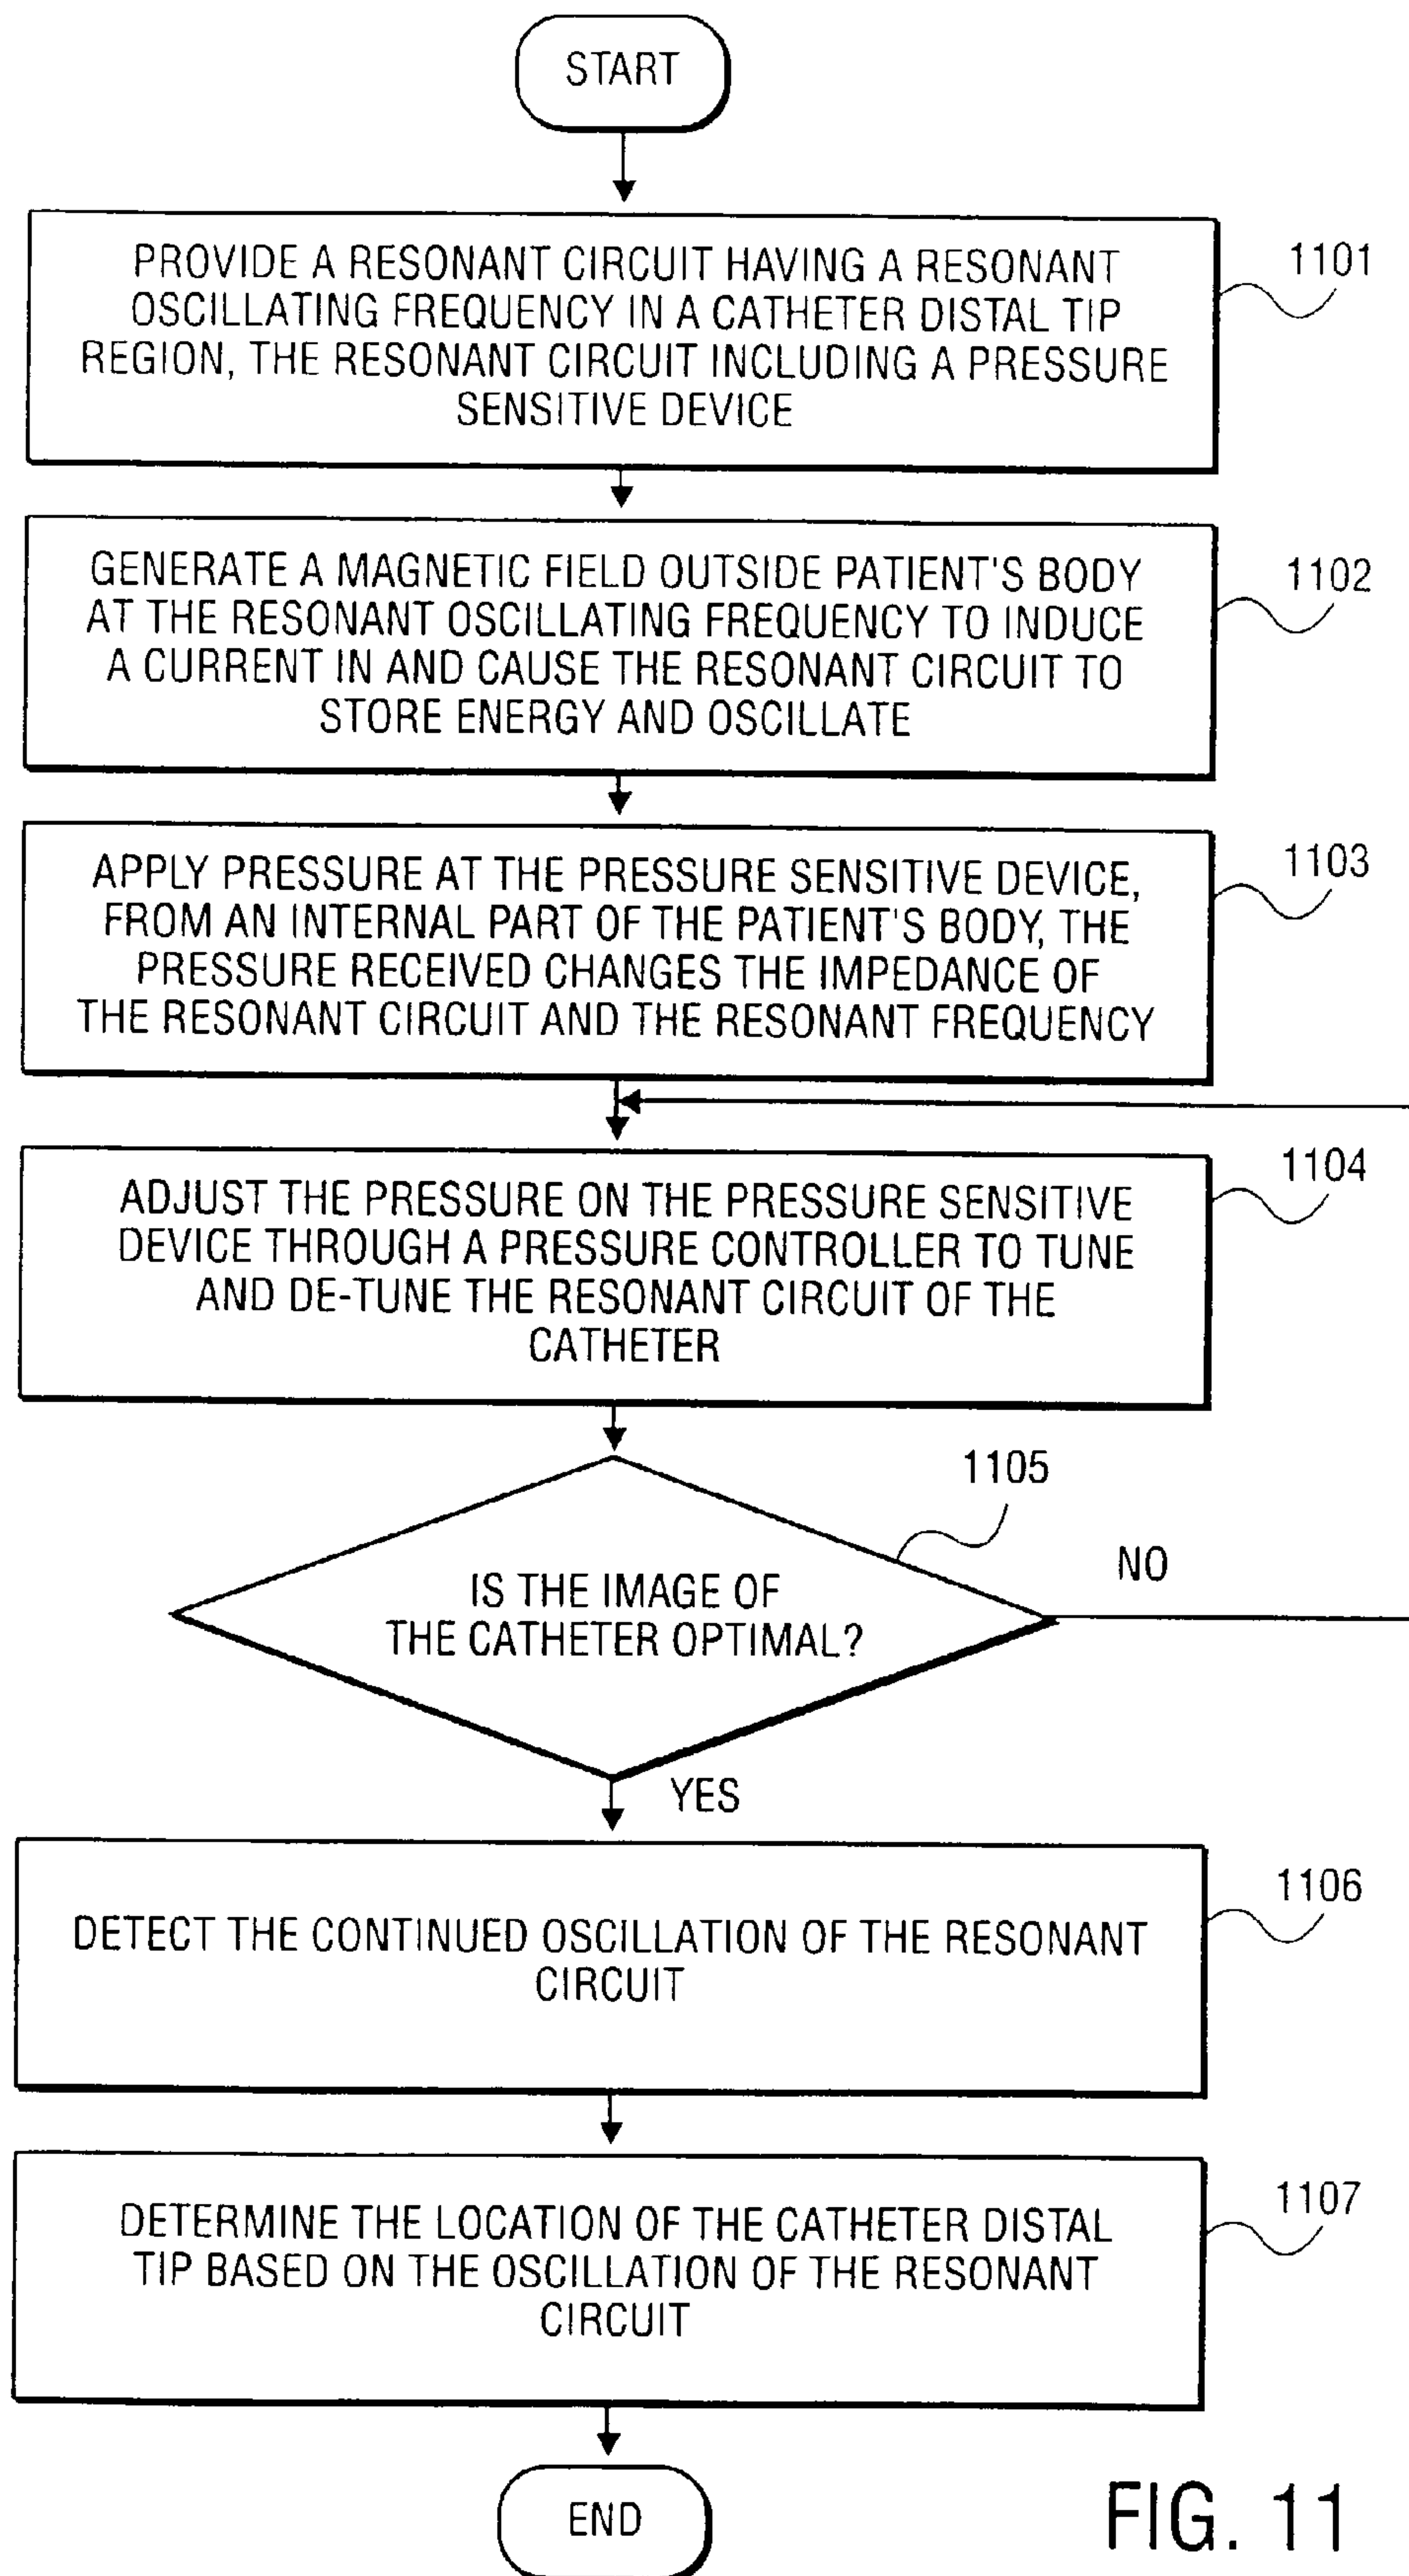 START
PROVIDE A RESONANT CIRCUIT HAVING A RESONANT
OSCILLATING FREQUENCY IN A CATHETER DISTAL TIP
REGION, THE RESONANT CIRCUIT INCLUDING A PRESSURE
SENSITIVE DEVICE
1101
GENERATE A MAGNETIC FIELD OUTSIDE PATIENT'S BODY
AT THE RESONANT OSCILLATING FREQUENCY TO INDUCE
A CURRENT IN AND CAUSE THE RESONANT CIRCUIT TO
STORE ENERGY AND OSCILLATE
1102
APPLY PRESSURE AT THE PRESSURE SENSITIVE DEVICE,
FROM AN INTERNAL PART OF THE PATIENT'S BODY, THE
PRESSURE RECEIVED CHANGES THE IMPEDANCE OF
THE RESONANT CIRCUIT AND THE RESONANT FREQUENCY
1103
ADJUST THE PRESSURE ON THE PRESSURE SENSITIVE
DEVICE THROUGH A PRESSURE CONTROLLER TO TUNE
AND DE-TUNE THE RESONANT CIRCUIT OF THE
CATHETER
1104
IS THE IMAGE OF
THE CATHETER OPTIMAL?
1105
NO
YES
DETECT THE CONTINUED OSCILLATION OF THE RESONANT
CIRCUIT
1106
DETERMINE THE LOCATION OF THE CATHETER DISTAL
TIP BASED ON THE OSCILLATION OF THE RESONANT
CIRCUIT
1107
END
FIG. 11